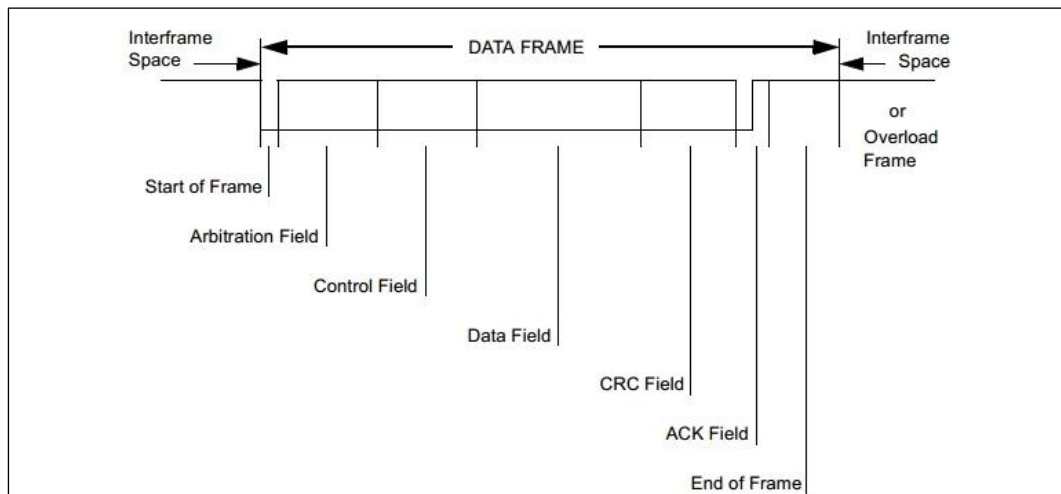 Interframe
Space
DATA FRAME
Interframe
Space
or
Overload
Frame
Start of Frame
Arbitration Field
Control Field
Data Field
CRC Field
ACK Field
End of Frame